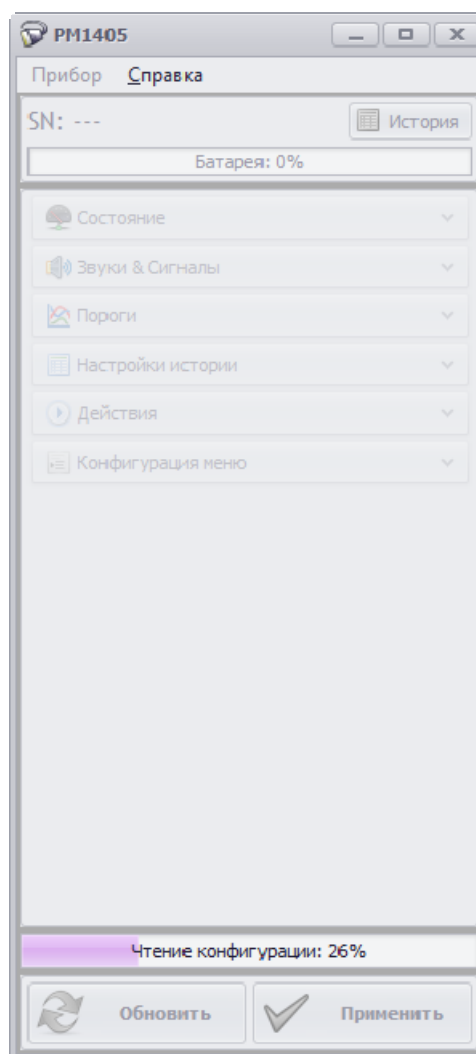 PM1405
Прибор Справка
SN: --- История
Батарея: 0%
Состояние
Звуки & Сигналы
Пороги
Настройки истории
Действия
Конфигурация меню
Чтение конфигурации: 26%
Обновить Применить